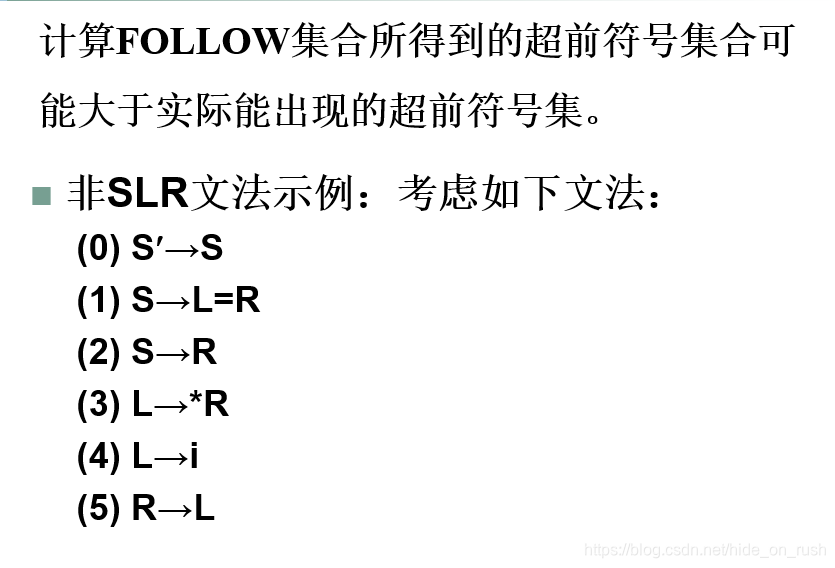 计算FOLLOW集合所得到的超前符号集合可
能大于实际能出现的超前符号集。
非SLR文法示例：考虑如下文法：
(0) S′→S
(1) S→L=R
(2) S→R
(3) L→*R
(4) L→i
(5) R→L
https://blog.csdn.net/hide_on_rush